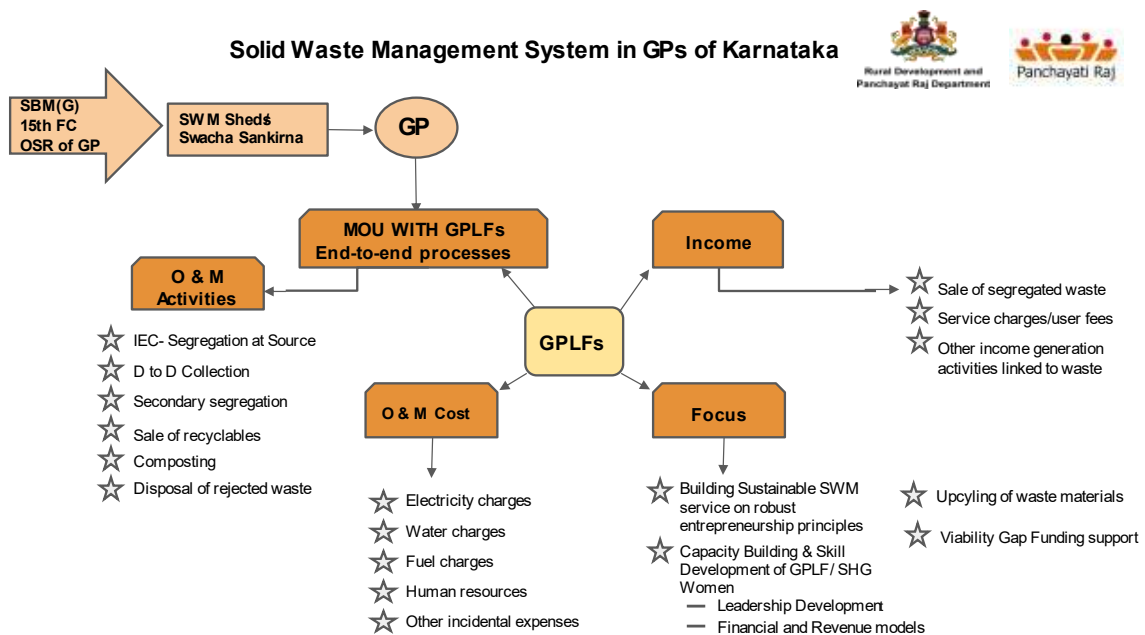 Solid Waste Management System in GPs of Karnataka
Rural Development and
Panchayat Raj Department
Panchayati Raj
SBM(G)
15th FC
OSR of GP
SWM Sheds
Swacha Sankirna
GP
MOU WITH GPLFs
End-to-end processes
Income
O & M
Activities
Sale of segregated waste
Service charges/user fees
Other income generation
activities linked to waste
GPLFs
IEC- Segregation at Source
D to D Collection
Secondary segregation
Sale of recyclables
Composting
Disposal of rejected waste
O & M Cost
Focus
Electricity charges
Water charges
Fuel charges
Human resources
Other incidental expenses
Building Sustainable SWM
service on robust
entrepreneurship principles
Capacity Building & Skill
Development of GPLF/ SHG
Women
— Leadership Development
— Financial and Revenue models
Upcyling of waste materials
Viability Gap Funding support